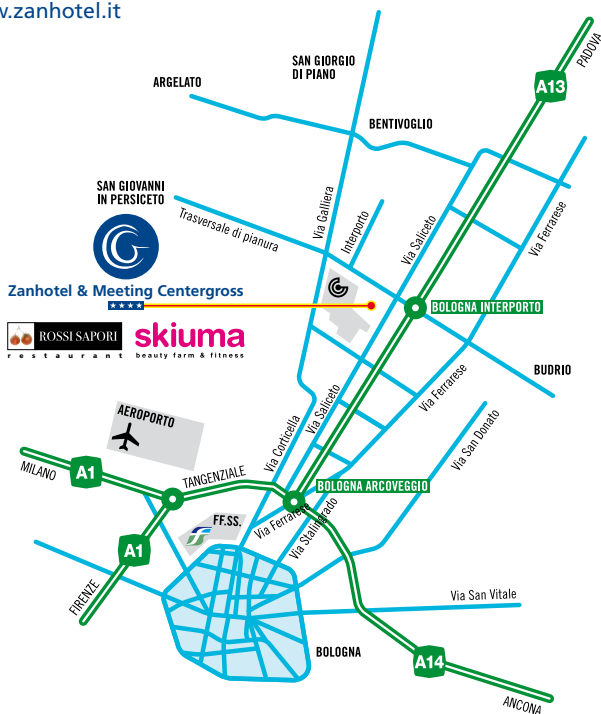 w.zanhotel.it
PADOVA
A13
SAN GIORGIO
DI PIANO
ARGELATO
BENTIVOGLIO
SAN GIOVANNI
IN PERSICETO
Trasversale di pianura
Via Galliera
Interporto
Via Saliceto
Via Ferrarese
Zanhotel & Meeting Centergross
BOLOGNA INTERPORTO
ROSSI SAPORI
restaurant
skiuma
beauty farm & fitness
BUDRIO
Via Ferrarese
Via Saliceto
Via Corticella
Via San Donato
AEROPORTO
MILANO
A1
TANGENZIALE
BOLOGNA ARCOVEGGIO
FF.SS.
Via Ferrarese
Via Stalingrado
A1
FIRENZE
Via San Vitale
BOLOGNA
A14
ANCONA